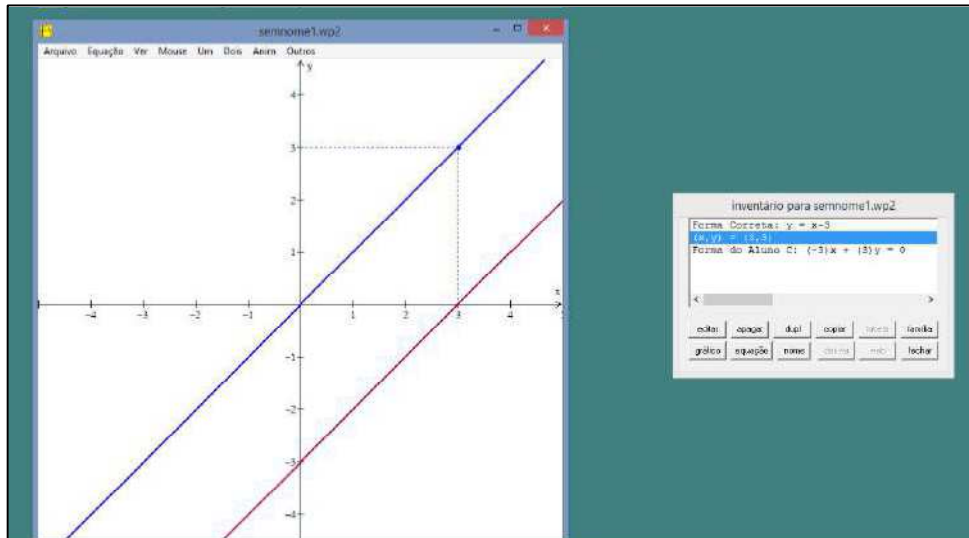 semnome1.wp2
Arquivo Equação Ver Mouse Um Dois Anim Outros
y
4
3
2
1
x
-4 -3 -2 -1 1 2 3 4 5
-1
-2
-3
-4
inventário para semnome1.wp2
Forma Correta: y = x-3
(x,y) = (3,3)
Forma do Aluno C: (-3)x + (3)y = 0
editar apagar dupl copiar família
gráfico equação nome fechar